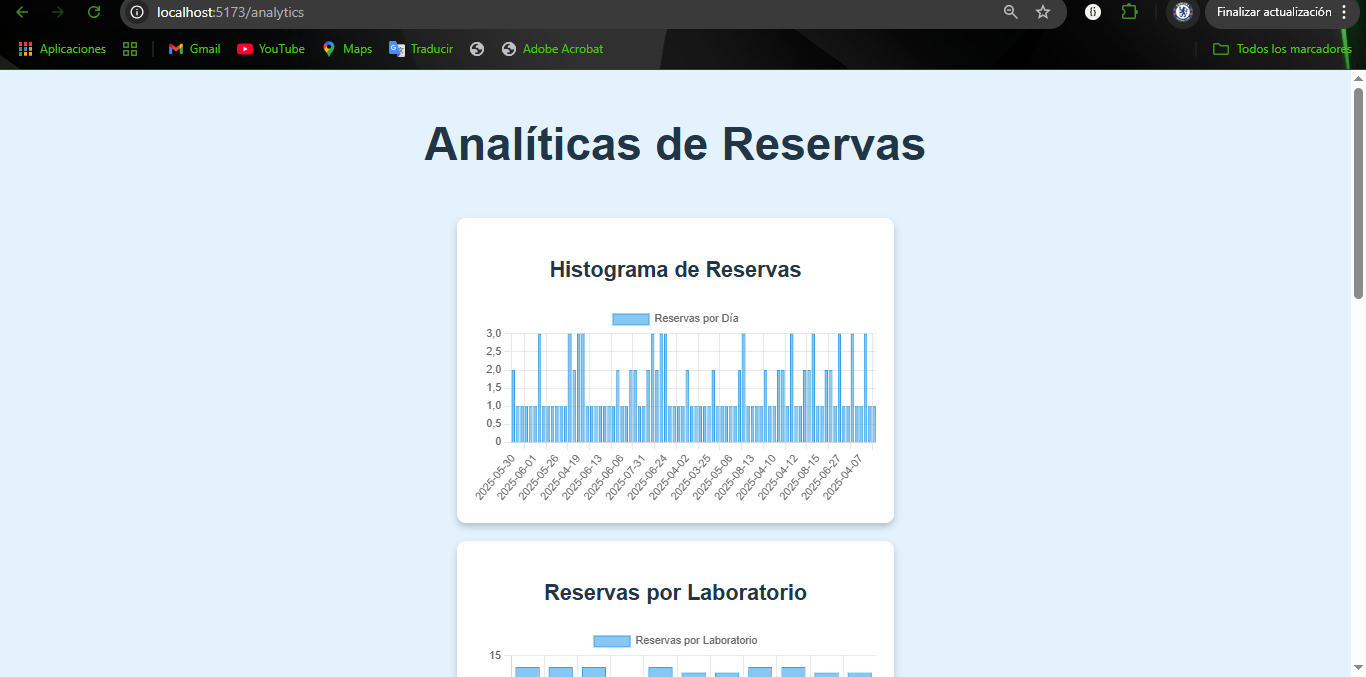 localhost:5173/analytics
Finalizar actualización
Aplicaciones
Gmail
YouTube
Maps
Traducir
Adobe Acrobat
Todos los marcadores
Analíticas de Reservas
Histograma de Reservas
Reservas por Día
3,0
2,5
2,0
1,5
1,0
0,5
0
2025-05-30
2025-06-01
2025-05-26
2025-04-19
2025-06-13
2025-06-06
2025-07-31
2025-06-24
2025-04-02
2025-03-25
2025-05-06
2025-08-13
2025-04-10
2025-04-12
2025-08-15
2025-06-27
2025-04-07
Reservas por Laboratorio
Reservas por Laboratorio
15